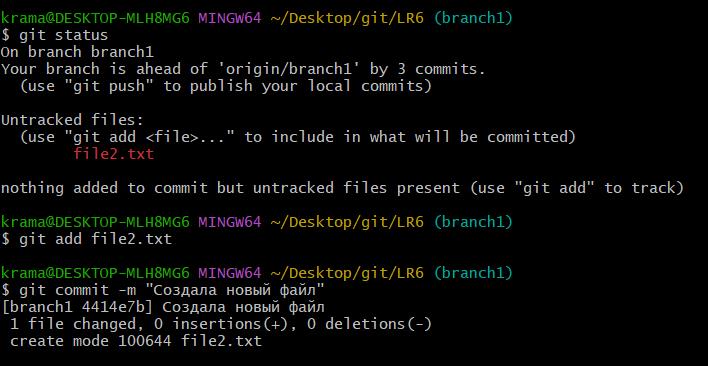 krama@DESKTOP-MLH8MG6 MINGW64 ~/Desktop/git/LR6 (branch1)
$ git status
On branch branch1
Your branch is ahead of 'origin/branch1' by 3 commits.
  (use "git push" to publish your local commits)

Untracked files:
  (use "git add <file>..." to include in what will be committed)
        file2.txt

nothing added to commit but untracked files present (use "git add" to track)

krama@DESKTOP-MLH8MG6 MINGW64 ~/Desktop/git/LR6 (branch1)
$ git add file2.txt

krama@DESKTOP-MLH8MG6 MINGW64 ~/Desktop/git/LR6 (branch1)
$ git commit -m "Создала новый файл"
[branch1 4414e7b] Создала новый файл
 1 file changed, 0 insertions(+), 0 deletions(-)
 create mode 100644 file2.txt